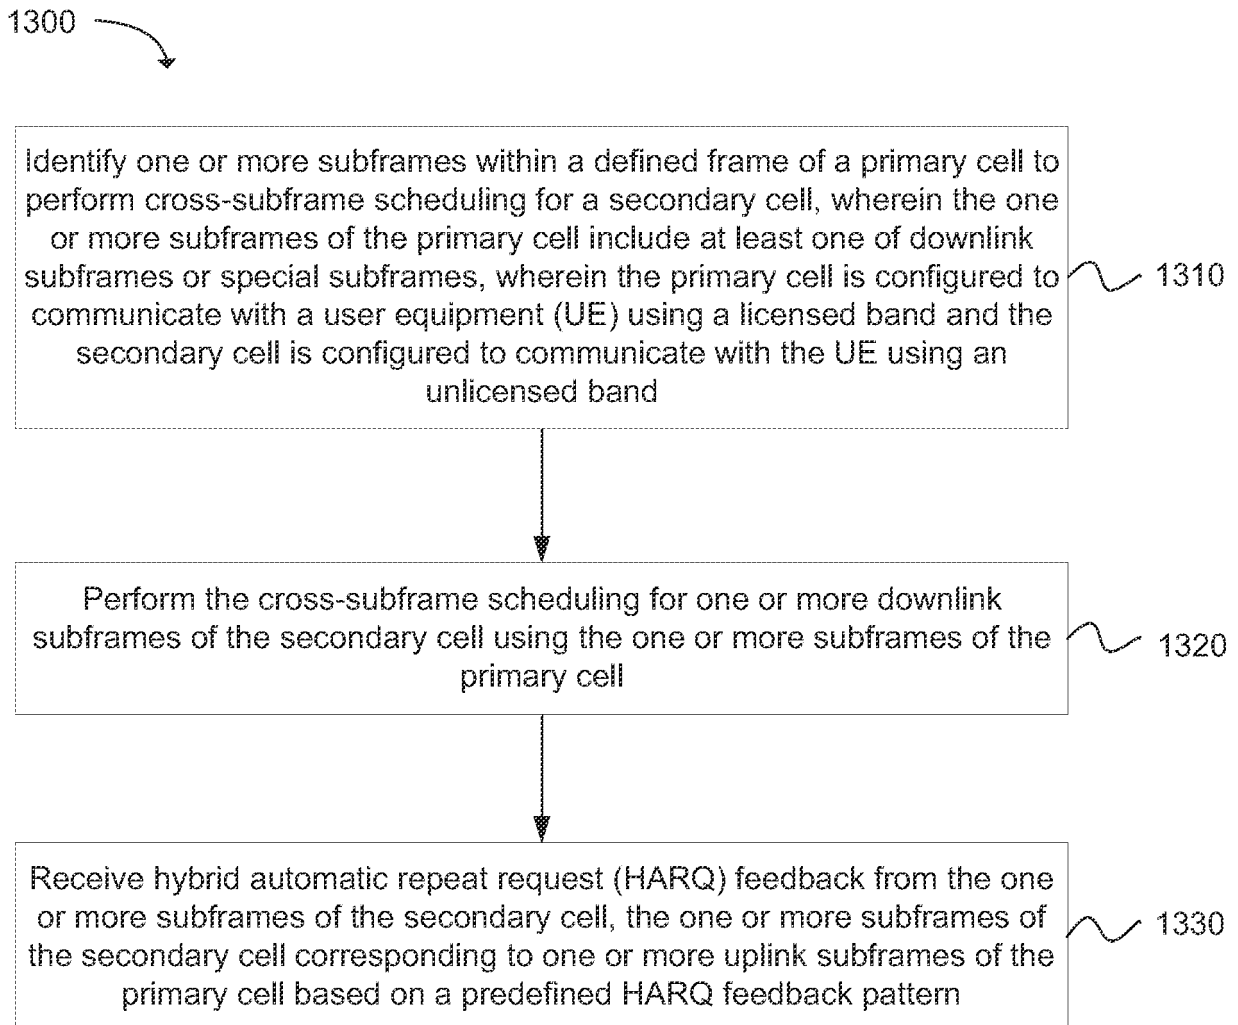 1300
Identify one or more subframes within a defined frame of a primary cell to
perform cross-subframe scheduling for a secondary cell, wherein the one
or more subframes of the primary cell include at least one of downlink
subframes or special subframes, wherein the primary cell is configured to
communicate with a user equipment (UE) using a licensed band and the
secondary cell is configured to communicate with the UE using an
unlicensed band
1310
Perform the cross-subframe scheduling for one or more downlink
subframes of the secondary cell using the one or more subframes of the
primary cell
1320
Receive hybrid automatic repeat request (HARQ) feedback from the one
or more subframes of the secondary cell, the one or more subframes of
the secondary cell corresponding to one or more uplink subframes of the
primary cell based on a predefined HARQ feedback pattern
1330